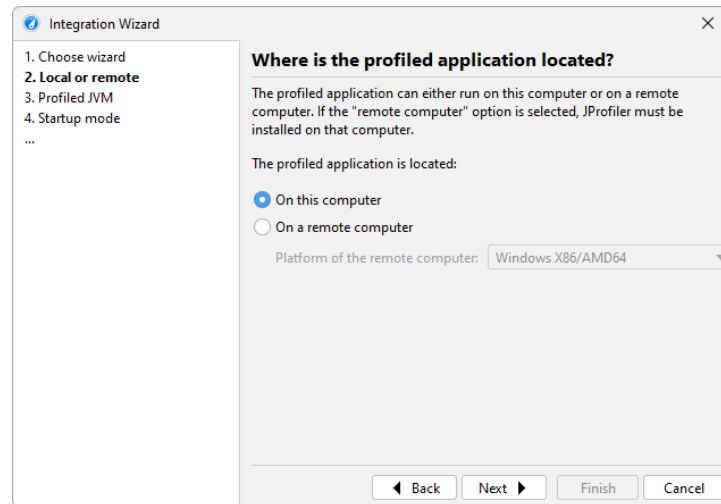 Integration Wizard
1. Choose wizard
2. Local or remote
3. Profiled JVM
4. Startup mode
...
Where is the profiled application located?
The profiled application can either run on this computer or on a remote
computer. If the "remote computer" option is selected, JProfiler must be
installed on that computer.
The profiled application is located:
On this computer
On a remote computer
Platform of the remote computer: Windows X86/AMD64
Back Next Finish Cancel